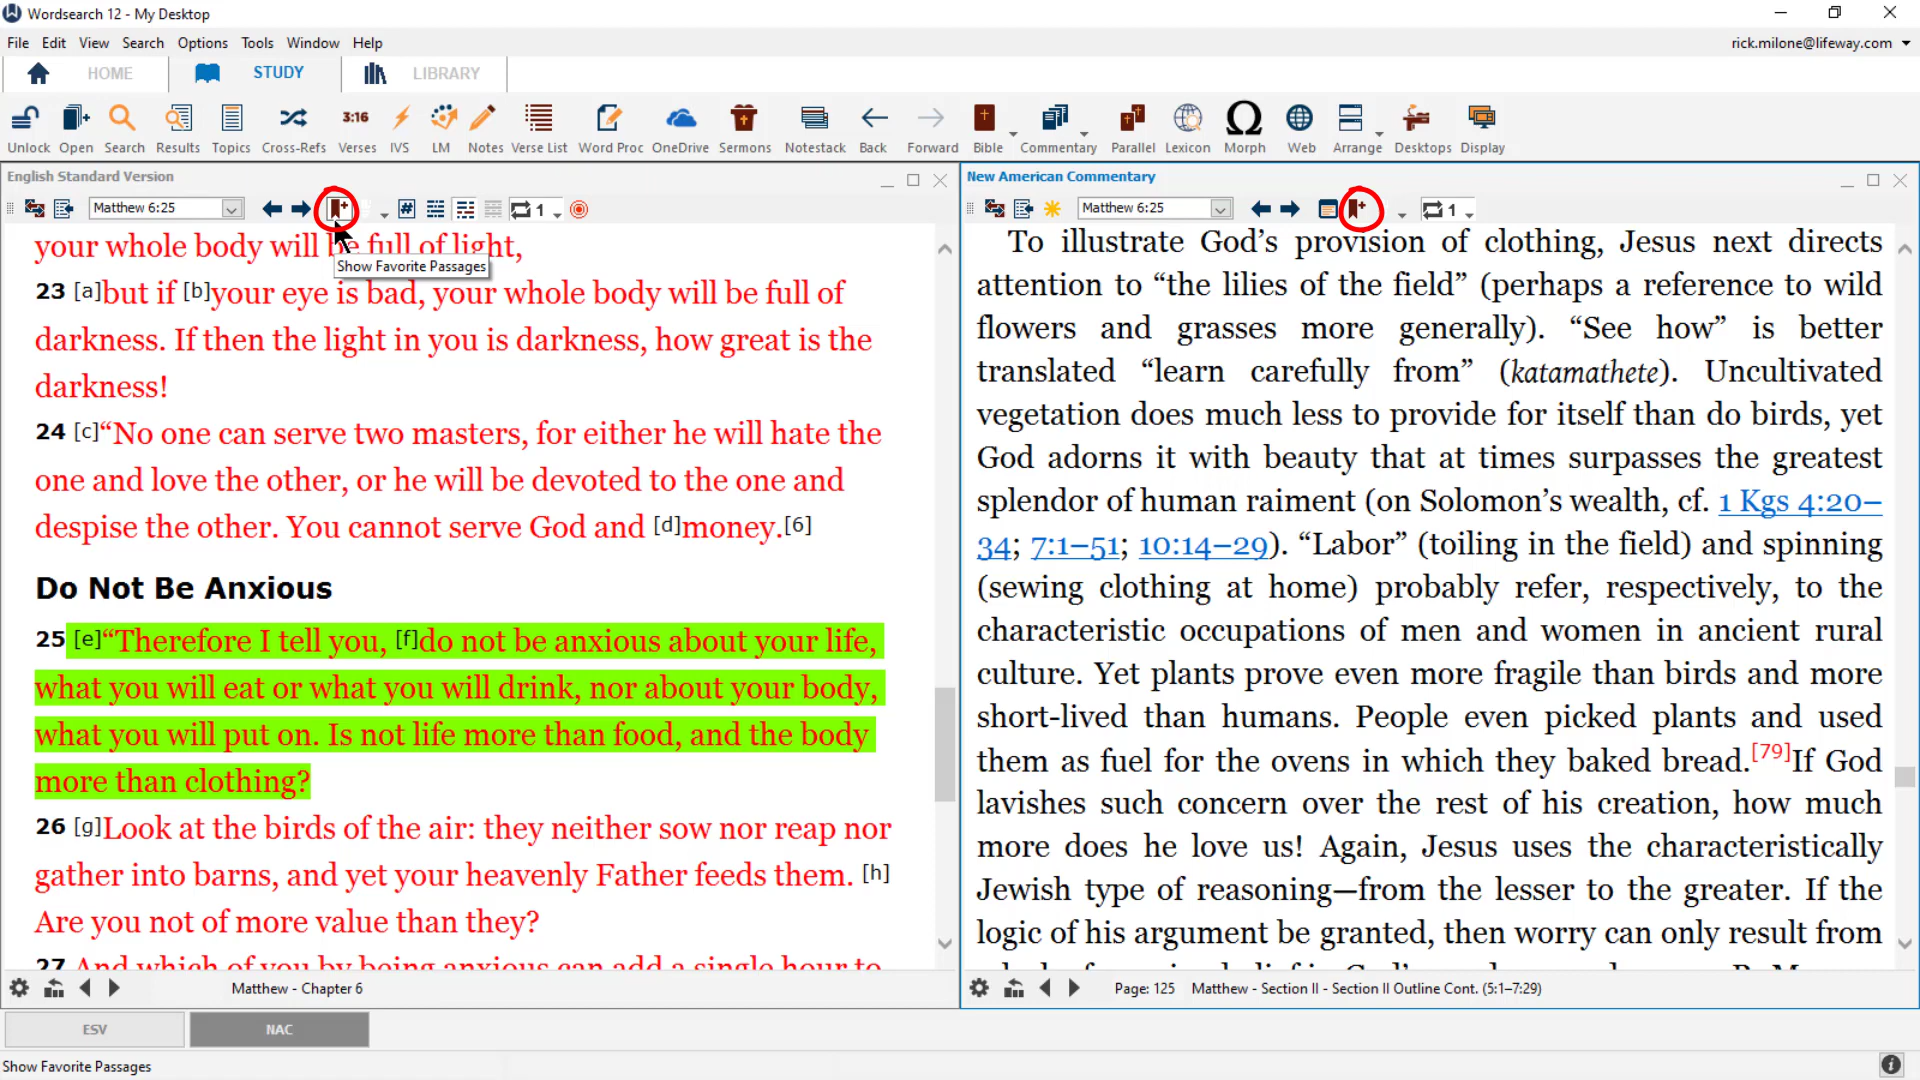 Wordsearch 12 - My Desktop
File Edit View Search Options Tools Window Help
rick.milone@lifeway.com
HOME STUDY LIBRARY
3:16
Unlock Open Search Results Topics Cross-Refs Verses IVS LM Notes Verse List Word Proc OneDrive Sermons Notestack Back Forward Bible Commentary Parallel Lexicon Morph Web Arrange Desktops Display
English Standard Version
Matthew 6:25
# 1
your whole body will be full of light,
Show Favorite Passages
23 [a]but if [b]your eye is bad, your whole body will be full of
darkness. If then the light in you is darkness, how great is the
darkness!
24 [c]“No one can serve two masters, for either he will hate the
one and love the other, or he will be devoted to the one and
despise the other. You cannot serve God and [d]money.[6]
Do Not Be Anxious
25 [e]“Therefore I tell you, [f]do not be anxious about your life,
what you will eat or what you will drink, nor about your body,
what you will put on. Is not life more than food, and the body
more than clothing?
26 [g]Look at the birds of the air: they neither sow nor reap nor
gather into barns, and yet your heavenly Father feeds them. [h]
Are you not of more value than they?
27 And which of you by being anxious can add a single hour to
Matthew - Chapter 6
New American Commentary
Matthew 6:25
1
To illustrate God’s provision of clothing, Jesus next directs
attention to “the lilies of the field” (perhaps a reference to wild
flowers and grasses more generally). “See how” is better
translated “learn carefully from” (katamathete). Uncultivated
vegetation does much less to provide for itself than do birds, yet
God adorns it with beauty that at times surpasses the greatest
splendor of human raiment (on Solomon’s wealth, cf. 1 Kgs 4:20–
34; 7:1–51; 10:14–29). “Labor” (toiling in the field) and spinning
(sewing clothing at home) probably refer, respectively, to the
characteristic occupations of men and women in ancient rural
culture. Yet plants prove even more fragile than birds and more
short-lived than humans. People even picked plants and used
them as fuel for the ovens in which they baked bread.[79]If God
lavishes such concern over the rest of his creation, how much
more does he love us! Again, Jesus uses the characteristically
Jewish type of reasoning—from the lesser to the greater. If the
logic of his argument be granted, then worry can only result from
Page: 125 Matthew - Section II - Section II Outline Cont. (5:1–7:29)
ESV NAC
Show Favorite Passages